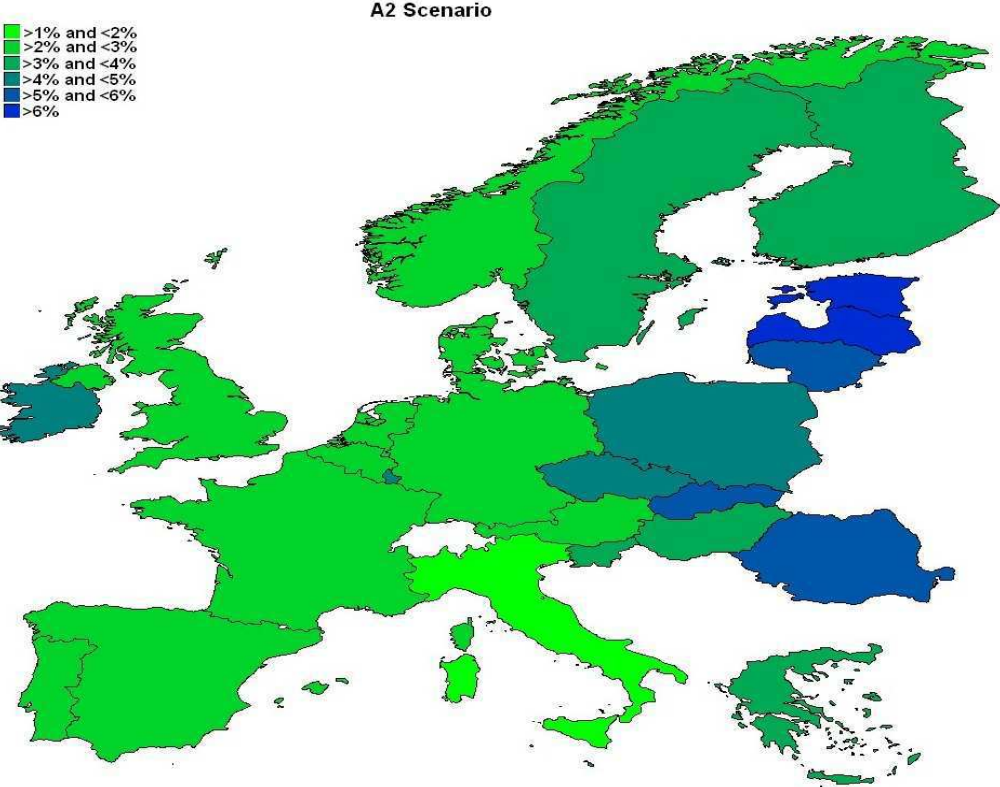 A2 Scenario
>1% and <2%
>2% and <3%
>3% and <4%
>4% and <5%
>5% and <6%
>6%